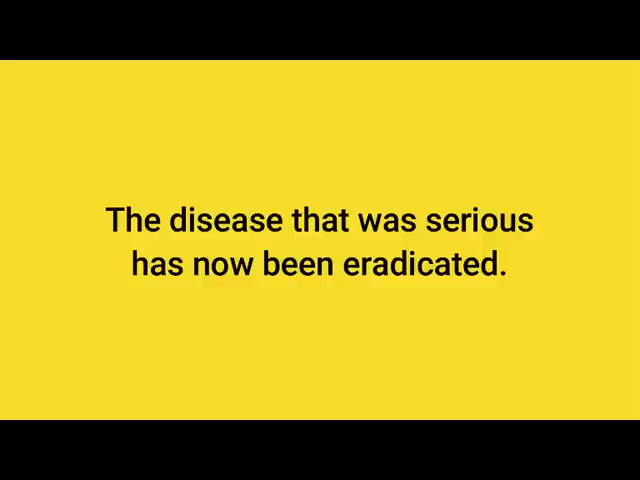 The disease that was serious
has now been eradicated.